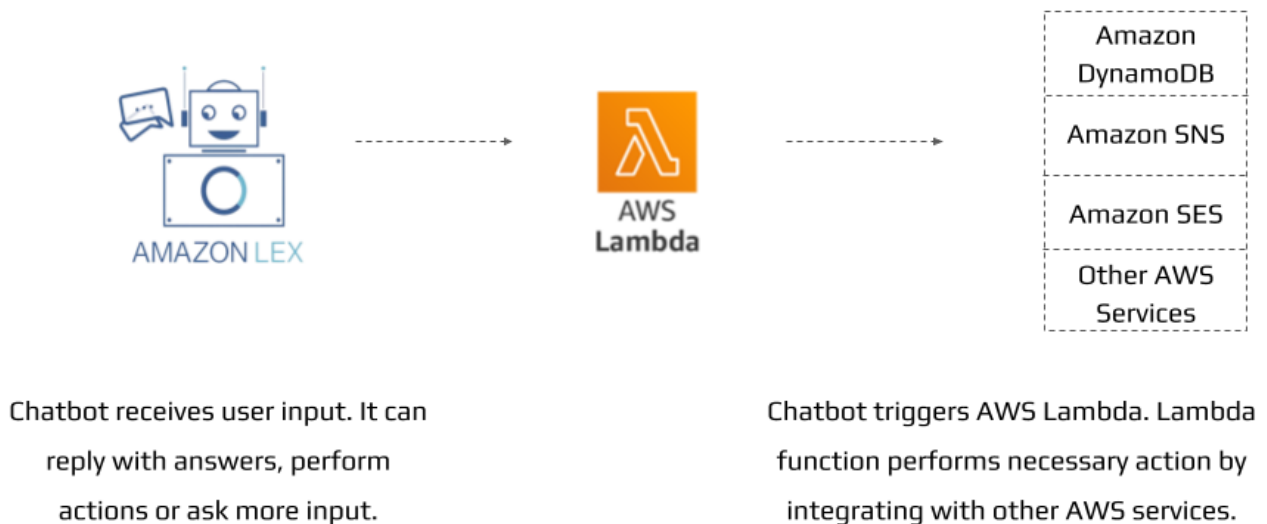 Amazon
DynamoDB
Amazon SNS
Amazon SES
Other AWS
Services
AMAZON LEX
AWS
Lambda
Chatbot receives user input. It can
reply with answers, perform
actions or ask more input.
Chatbot triggers AWS Lambda. Lambda
function performs necessary action by
integrating with other AWS services.